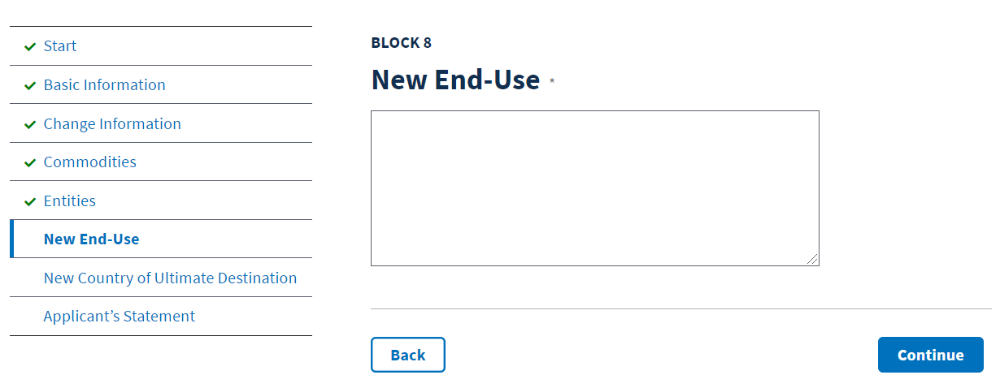 Start
Basic Information
Change Information
Commodities
Entities
New End-Use
New Country of Ultimate Destination
Applicant’s Statement
BLOCK 8
New End-Use *
Back
Continue